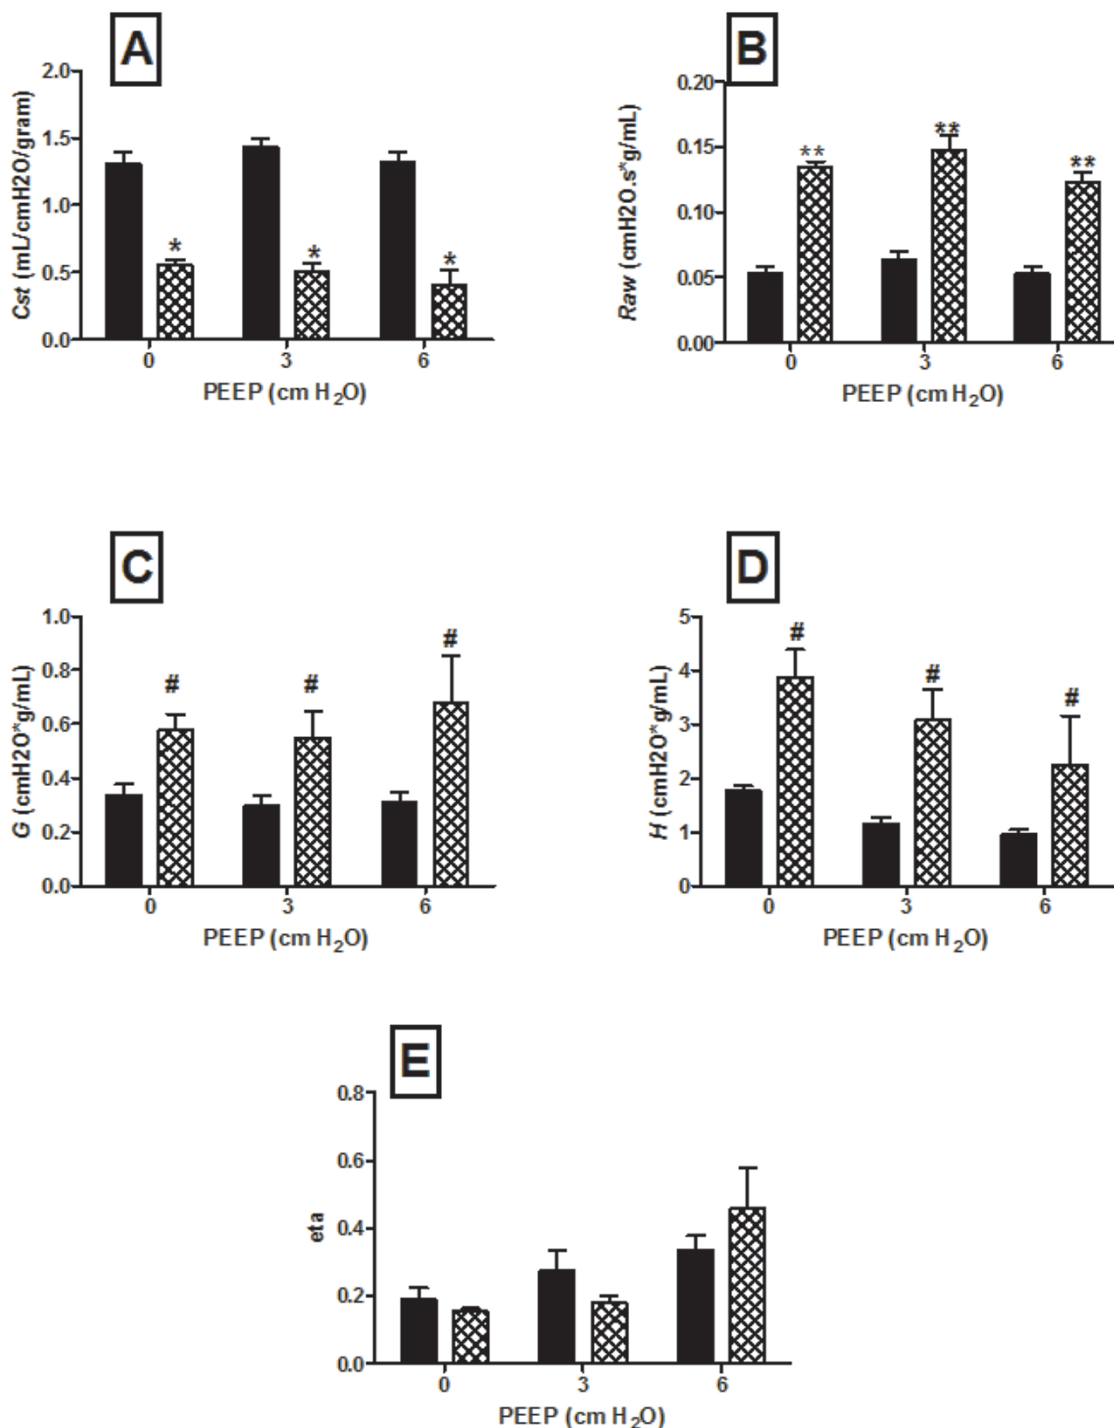 A
Cst (mL/cmH2O/gram)
2.0
1.5
1.0
0.5
0.0
* * *
0 3 6
PEEP (cm H₂O)
B
Raw (cmH2O.s*g/mL)
0.20
0.15
0.10
0.05
0.00
** ** **
0 3 6
PEEP (cm H₂O)
C
G (cmH2O*g/mL)
1.0
0.8
0.6
0.4
0.2
0.0
# # #
0 3 6
PEEP (cm H₂O)
D
H (cmH2O*g/mL)
5
4
3
2
1
0
# # #
0 3 6
PEEP (cm H₂O)
E
eta
0.8
0.6
0.4
0.2
0.0
0 3 6
PEEP (cm H₂O)